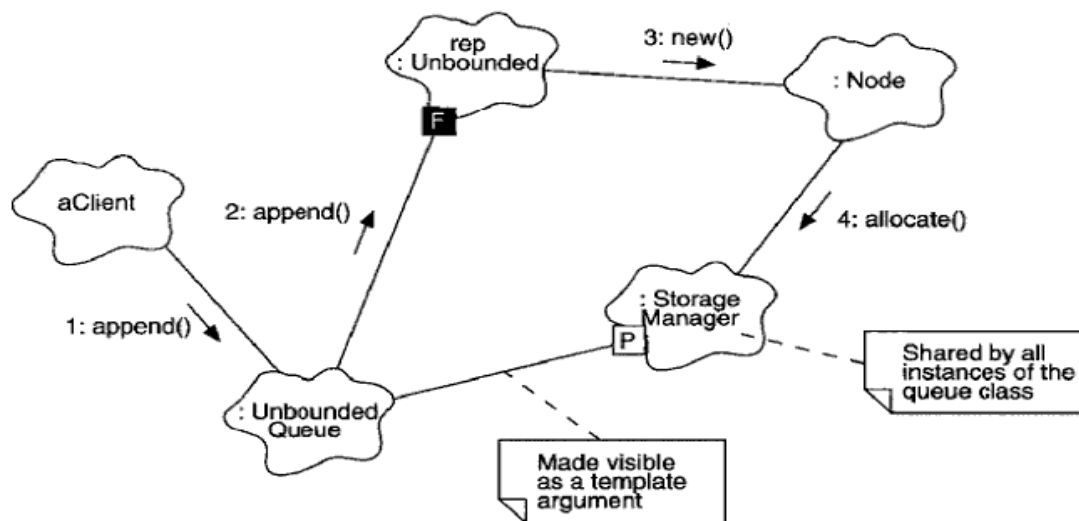 rep
: Unbounded
3: new()
: Node
F
aClient
2: append()
4: allocate()
1: append()
: Storage
Manager
P
Shared by all
instances of the
queue class
: Unbounded
Queue
Made visible
as a template
argument